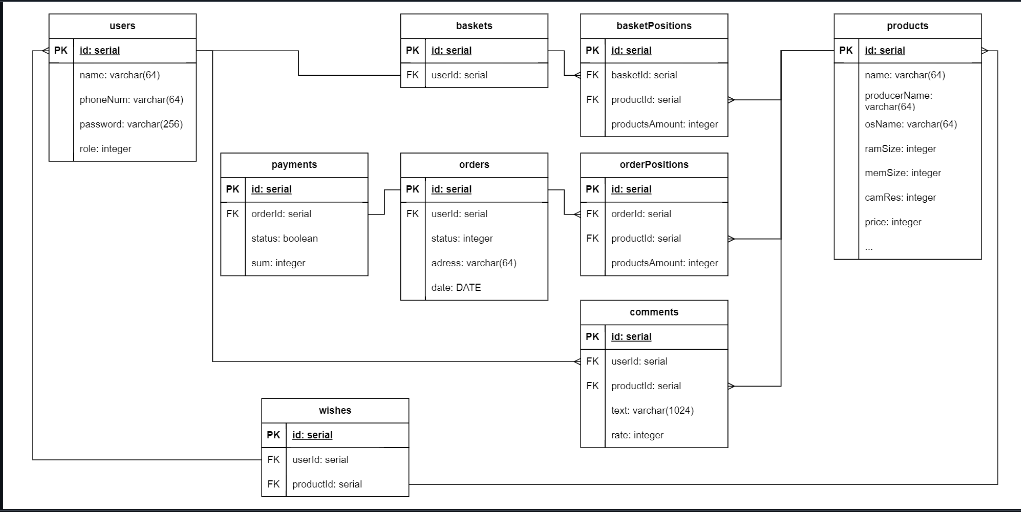 users
PK id: serial
name: varchar(64)
phoneNum: varchar(64)
password: varchar(256)
role: integer
baskets
PK id: serial
FK userId: serial
basketPositions
PK id: serial
FK basketId: serial
FK productId: serial
productsAmount: integer
products
PK id: serial
name: varchar(64)
producerName:
varchar(64)
osName: varchar(64)
ramSize: integer
memSize: integer
camRes: integer
price: integer
...
payments
PK id: serial
FK orderId: serial
status: boolean
sum: integer
orders
PK id: serial
FK userId: serial
status: integer
adress: varchar(64)
date: DATE
orderPositions
PK id: serial
FK orderId: serial
FK productId: serial
productsAmount: integer
comments
PK id: serial
FK userId: serial
FK productId: serial
text: varchar(1024)
rate: integer
wishes
PK id: serial
FK userId: serial
FK productId: serial